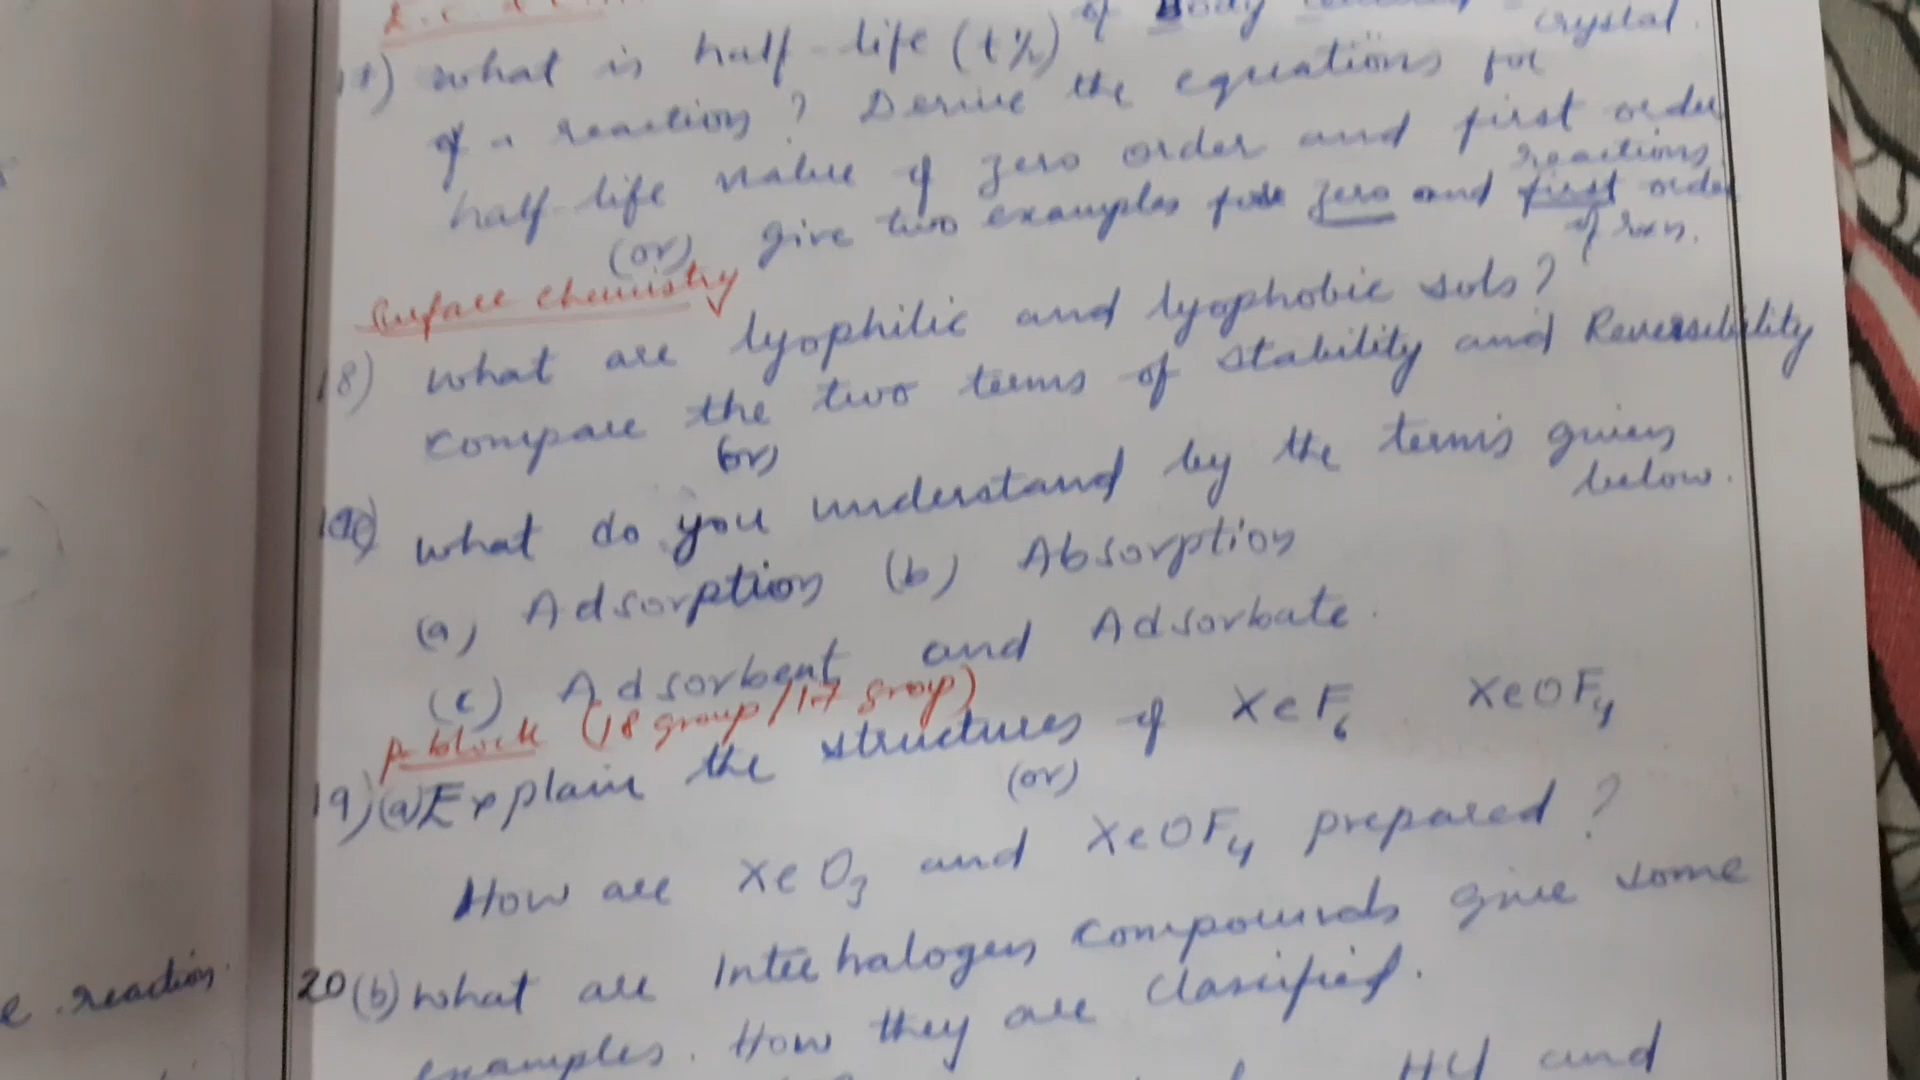 of Body
crystal.
what is half-life (t½)
of a reaction? Derive the equations for
half-life value of zero order and first order
reactions
(or) give two examples for zero and first order
of rxn.
Surface chemistry
18) what are lyophilic and lyophobic sols?
compare the two terms of stability and Reversibility
(or)
what do you understand by the terms given
below.
(a) Adsorption (b) Absorption
(c) Adsorbent and Adsorbate.
p-block (18 group/17 group)
19)(a) Explain the structures of XeF6 XeOF4
(or)
How are XeO3 and XeOF4 prepared?
20(b) what are Inter halogen compounds give some
examples. How they are classified.
and
e. reaction.